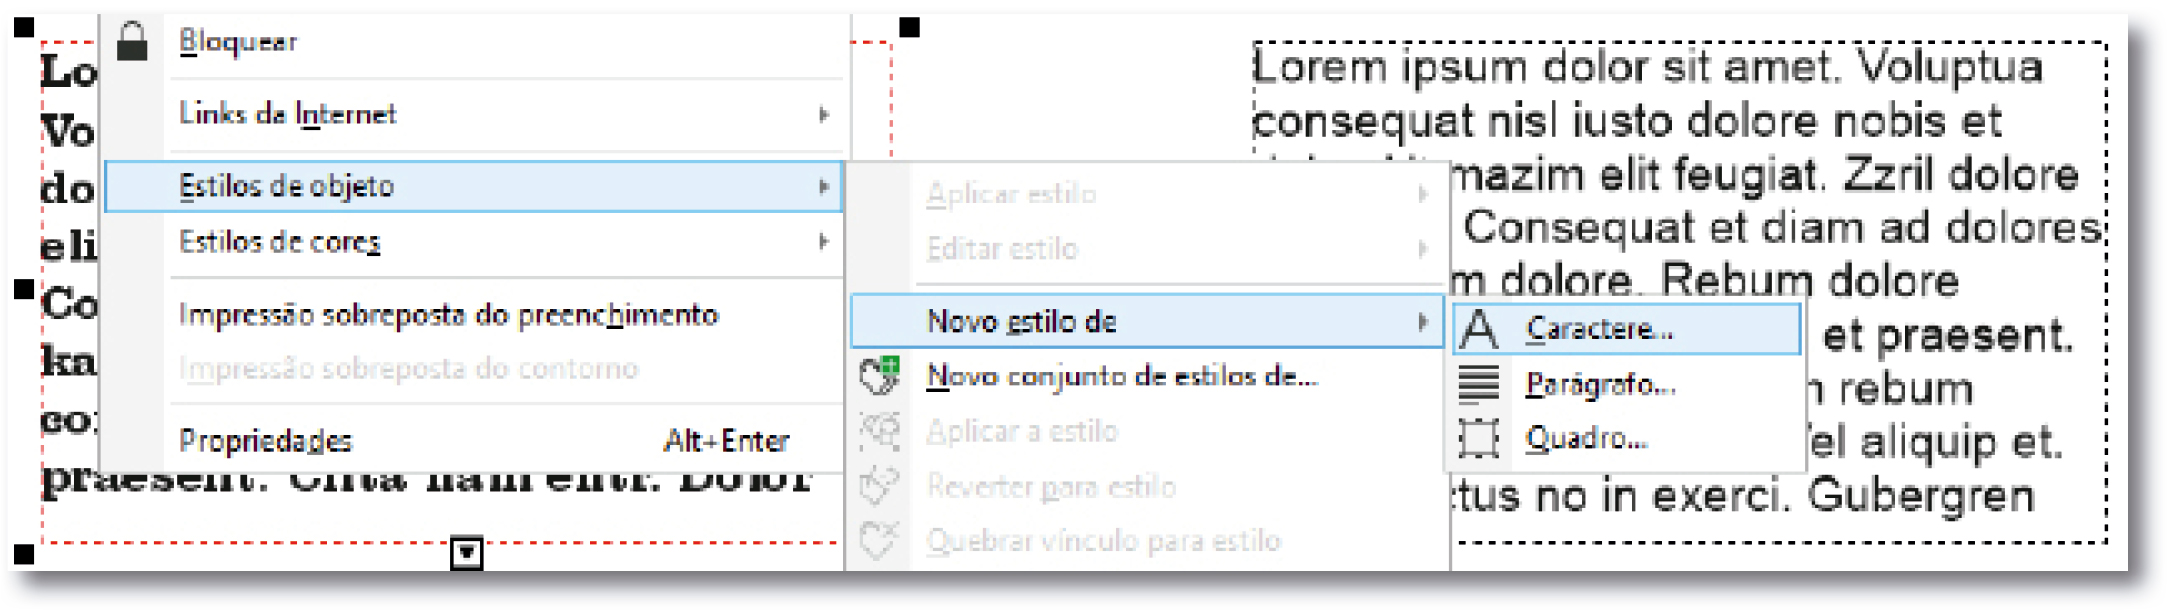 Bloquear
Links da Internet
Estilos de objeto
Estilos de cores
Impressão sobreposta do preenchimento
Impressão sobreposta do contorno
Propriedades Alt+Enter
Aplicar estilo
Editar estilo
Novo estilo de
Novo conjunto de estilos de...
Aplicar a estilo
Reverter para estilo
Quebrar vínculo para estilo
Caractere...
Parágrafo...
Quadro...
Lo
Vo
do
eli
Co
ka
co
praesent. Clita nam elitr. Dolor
Lorem ipsum dolor sit amet. Voluptua
consequat nisl iusto dolore nobis et
mazim elit feugiat. Zzril dolore
Consequat et diam ad dolores
m dolore. Rebum dolore
et praesent.
rebum
el aliquip et.
ctus no in exerci. Gubergren